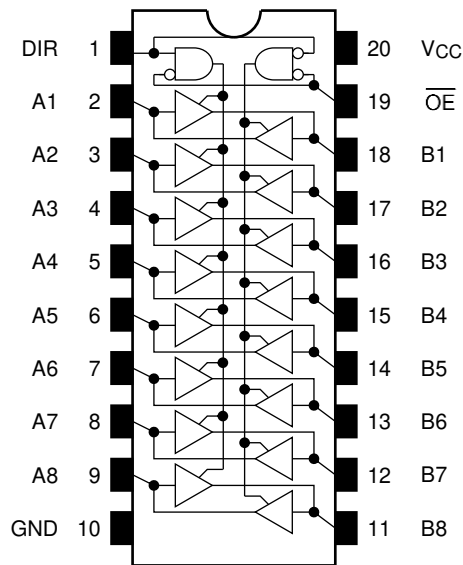 DIR 1 20 VCC
A1 2 19 OE
A2 3 18 B1
A3 4 17 B2
A4 5 16 B3
A5 6 15 B4
A6 7 14 B5
A7 8 13 B6
A8 9 12 B7
GND 10 11 B8